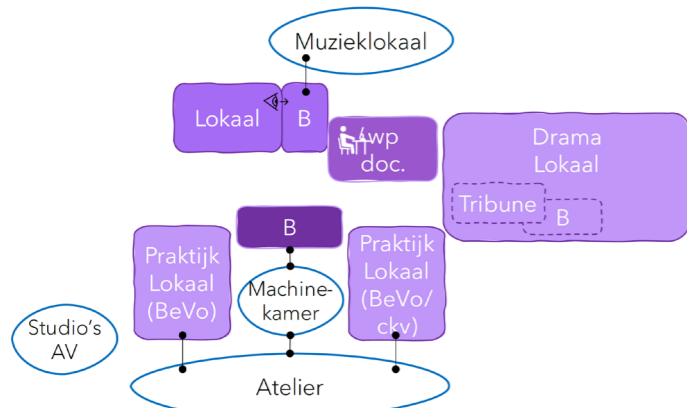 Muzieklokaal
Lokaal
B
4wp
doc.
Drama
Lokaal
Tribune
B
B
Praktijk
Lokaal
(BeVo)
Machine-
kamer
Praktijk
Lokaal
(BeVo/
ckv)
Studio's
AV
Atelier